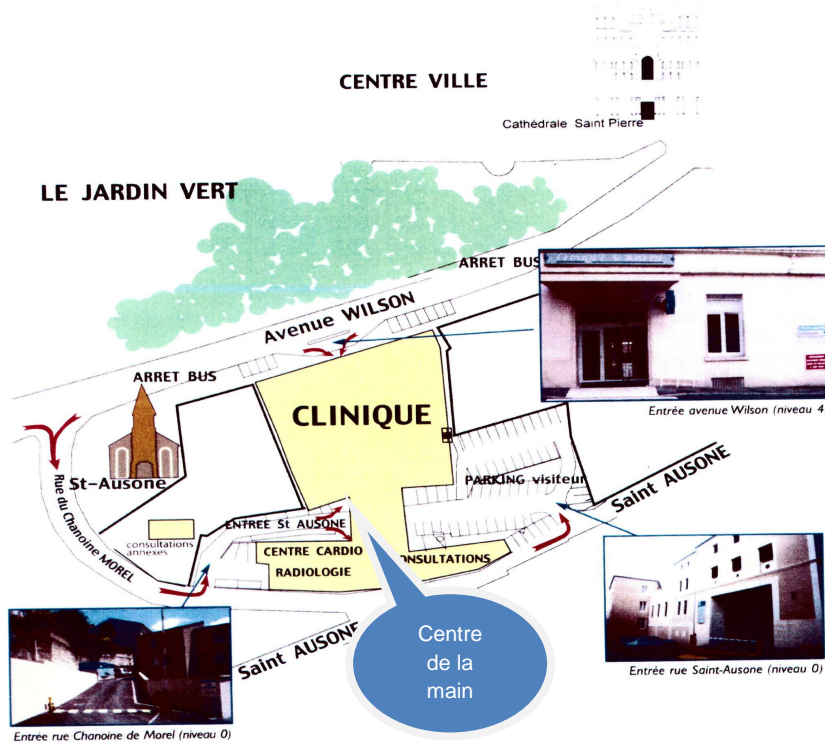 CENTRE VILLE
Cathédrale Saint Pierre
LE JARDIN VERT
ARRET BUS
CLINIQUE St JOSEPH
Avenue WILSON
ARRET BUS
Entrée avenue Wilson (niveau 4
CLINIQUE
St-Ausone
PARKING visiteur
Saint AUSONE
Rue du Chanoine MOREL
ENTREE St AUSONE
consultations
annexes
CENTRE CARDIO
CONSULTATIONS
RADIOLOGIE
Centre
de la
main
Saint AUSONE
Entrée rue Saint-Ausone (niveau 0)
Entrée rue Chanoine de Morel (niveau 0)